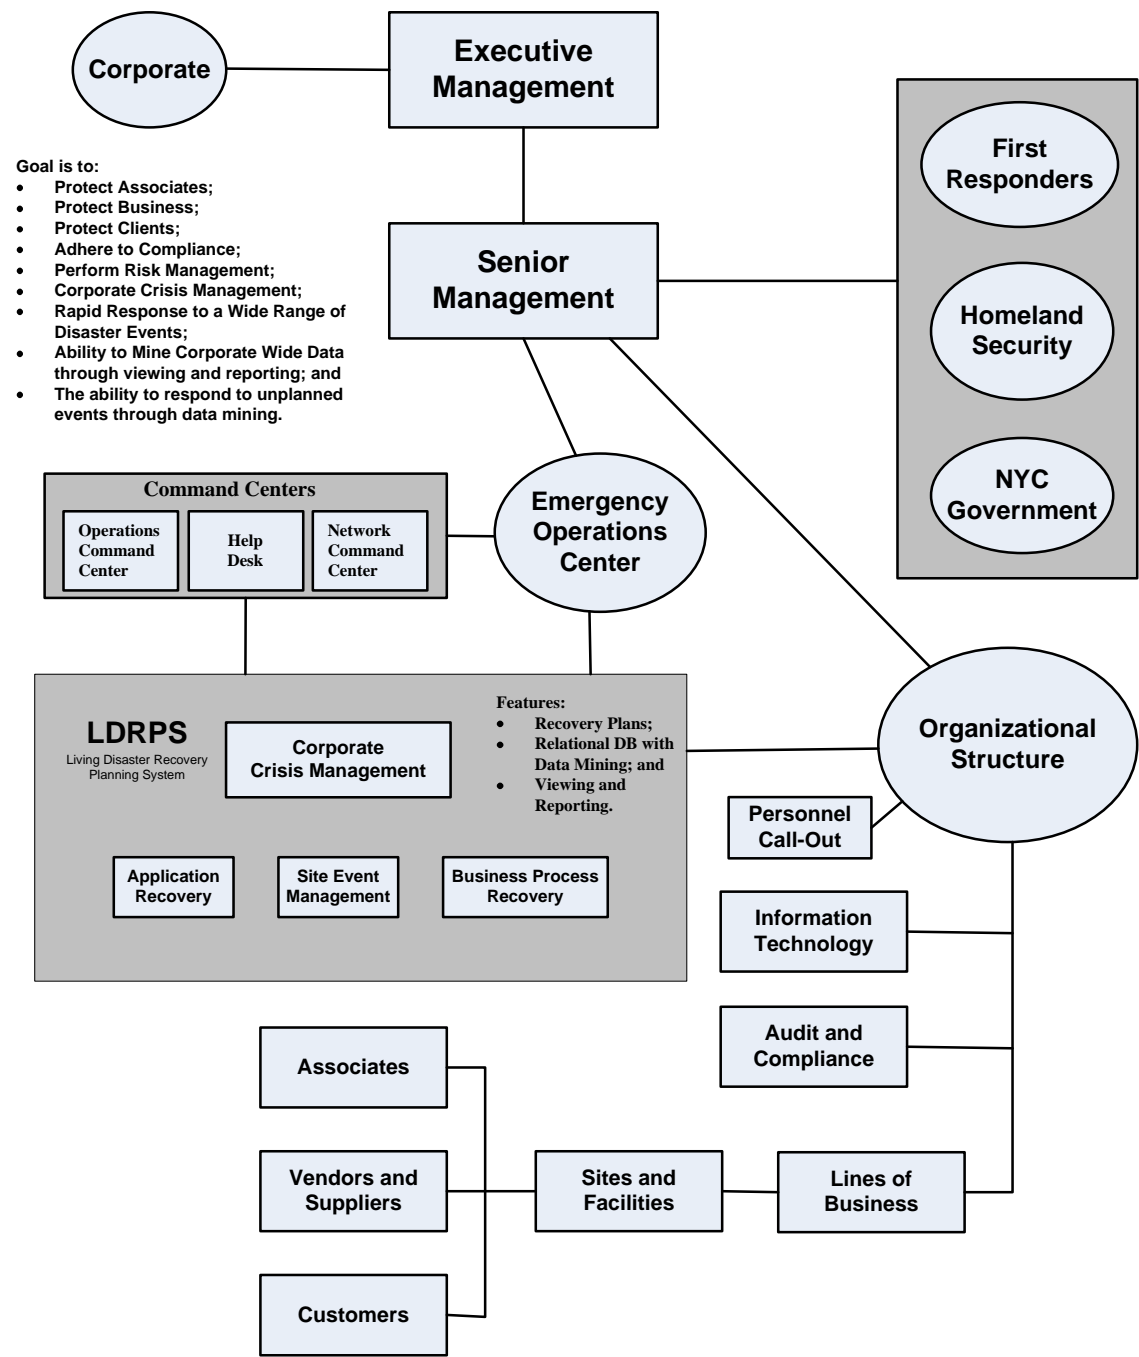 Corporate
Executive
Management
First
Responders
Goal is to:
• Protect Associates;
• Protect Business;
• Protect Clients;
• Adhere to Compliance;
• Perform Risk Management;
• Corporate Crisis Management;
• Rapid Response to a Wide Range of
Disaster Events;
• Ability to Mine Corporate Wide Data
through viewing and reporting; and
• The ability to respond to unplanned
events through data mining.
Senior
Management
Homeland
Security
NYC
Government
Command Centers
Operations
Command
Center
Help
Desk
Network
Command
Center
Emergency
Operations
Center
LDRPS
Living Disaster Recovery
Planning System
Corporate
Crisis Management
Features:
• Recovery Plans;
• Relational DB with
Data Mining; and
• Viewing and
Reporting.
Application
Recovery
Site Event
Management
Business Process
Recovery
Organizational
Structure
Personnel
Call-Out
Information
Technology
Audit and
Compliance
Lines of
Business
Sites and
Facilities
Associates
Vendors and
Suppliers
Customers